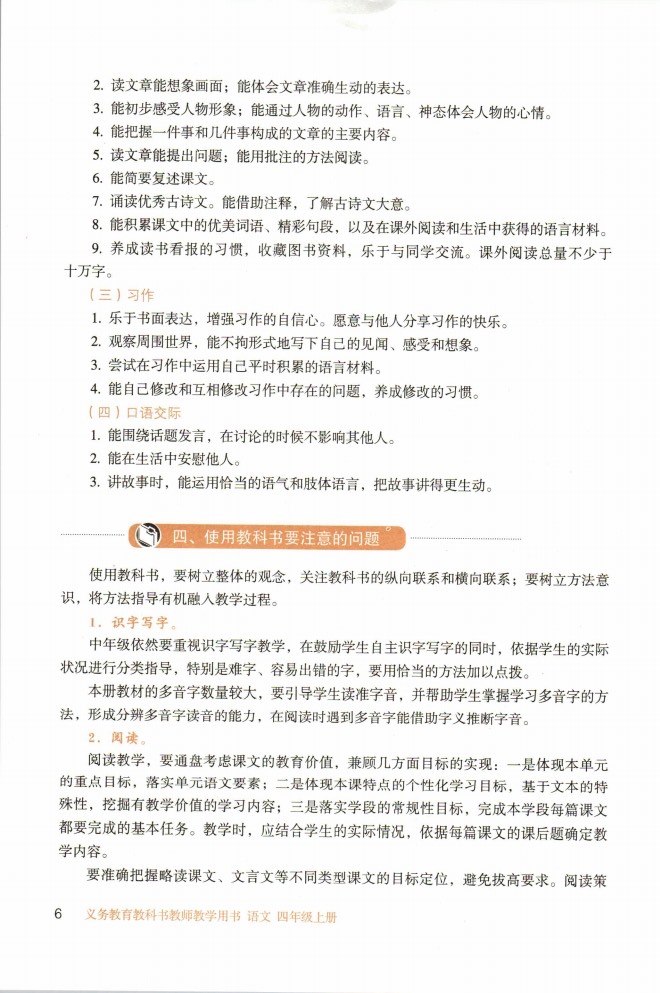 2. 读文章能想象画面；能体会文章准确生动的表达。
3. 能初步感受人物形象；能通过人物的动作、语言、神态体会人物的心情。
4. 能把握一件事和几件事构成的文章的主要内容。
5. 读文章能提出问题；能用批注的方法阅读。
6. 能简要复述课文。
7. 诵读优秀古诗文。能借助注释，了解古诗文大意。
8. 能积累课文中的优美词语、精彩句段，以及在课外阅读和生活中获得的语言材料。
9. 养成读书看报的习惯，收藏图书资料，乐于与同学交流。课外阅读总量不少于
十万字。
（三）习作
1. 乐于书面表达，增强习作的自信心。愿意与他人分享习作的快乐。
2. 观察周围世界，能不拘形式地写下自己的见闻、感受和想象。
3. 尝试在习作中运用自己平时积累的语言材料。
4. 能自己修改和互相修改习作中存在的问题，养成修改的习惯。
（四）口语交际
1. 能围绕话题发言，在讨论的时候不影响其他人。
2. 能在生活中安慰他人。
3. 讲故事时，能运用恰当的语气和肢体语言，把故事讲得更生动。
四、使用教科书要注意的问题
使用教科书，要树立整体的观念，关注教科书的纵向联系和横向联系；要树立方法意
识，将方法指导有机融入教学过程。
1．识字写字。
中年级依然要重视识字写字教学，在鼓励学生自主识字写字的同时，依据学生的实际
状况进行分类指导，特别是难字、容易出错的字，要用恰当的方法加以点拨。
本册教材的多音字数量较大，要引导学生读准字音，并帮助学生掌握学习多音字的方
法，形成分辨多音字读音的能力，在阅读时遇到多音字能借助字义推断字音。
2．阅读。
阅读教学，要通盘考虑课文的教育价值，兼顾几方面目标的实现：一是体现本单元
的重点目标，落实单元语文要素；二是体现本课特点的个性化学习目标，基于文本的特
殊性，挖掘有教学价值的学习内容；三是落实学段的常规性目标，完成本学段每篇课文
都要完成的基本任务。教学时，应结合学生的实际情况，依据每篇课文的课后题确定教
学内容。
要准确把握略读课文、文言文等不同类型课文的目标定位，避免拔高要求。阅读策
6 义务教育教科书教师教学用书 语文 四年级上册